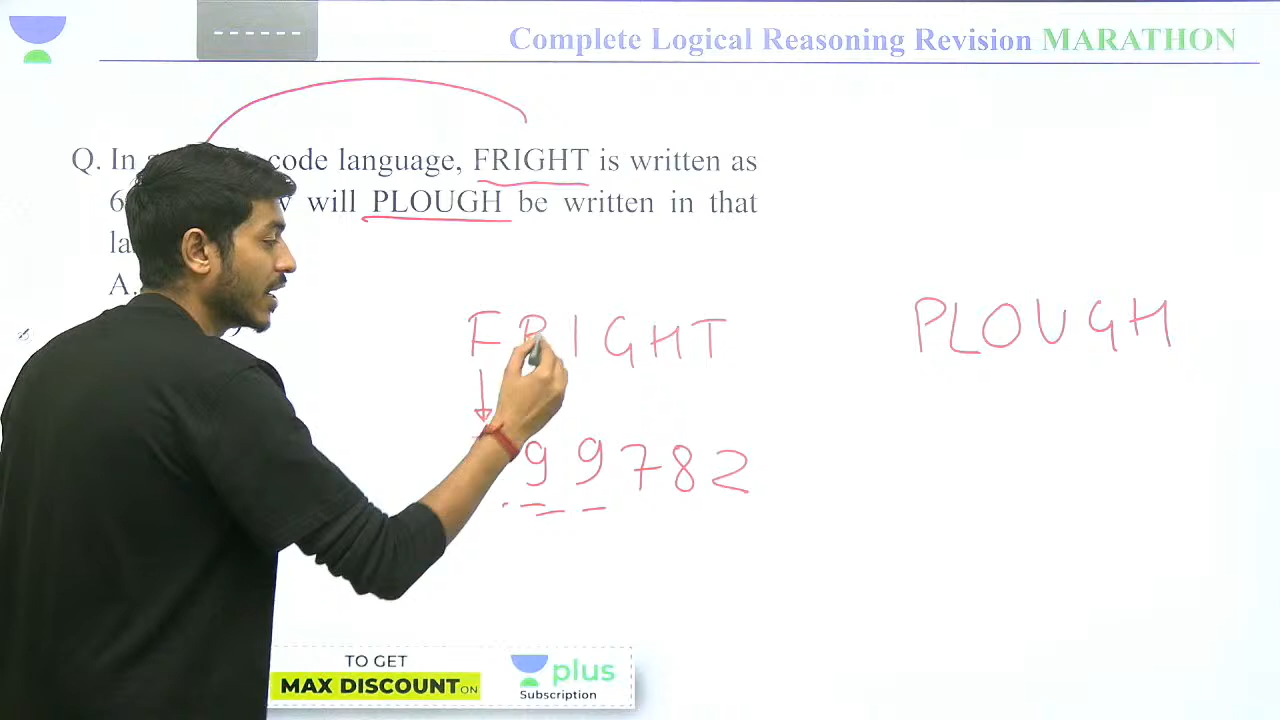 Complete Logical Reasoning Revision MARATHON
Q. In code language, FRIGHT is written as
6 will PLOUGH be written in that
la
A.
FRIGHT
PLOUGH
99782
TO GET
MAX DISCOUNT ON
plus
Subscription